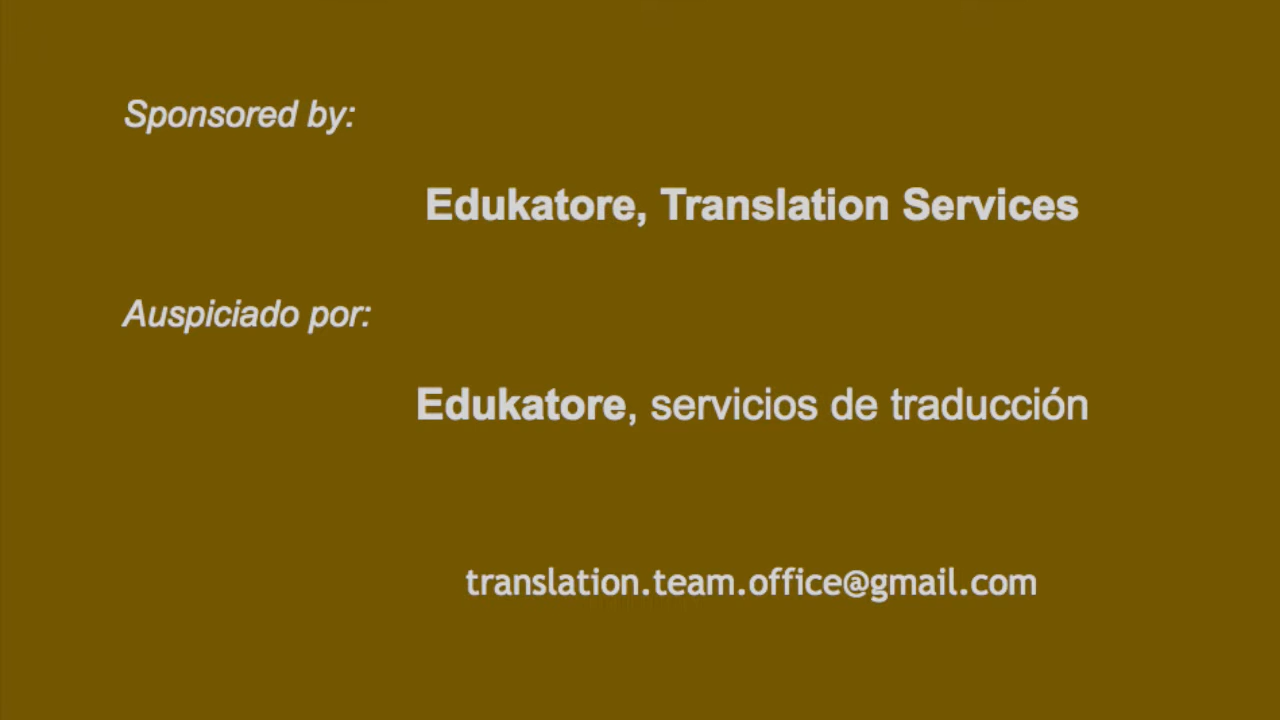 Sponsored by:
Edukatore, Translation Services
Auspiciado por:
Edukatore, servicios de traducción
translation.team.office@gmail.com